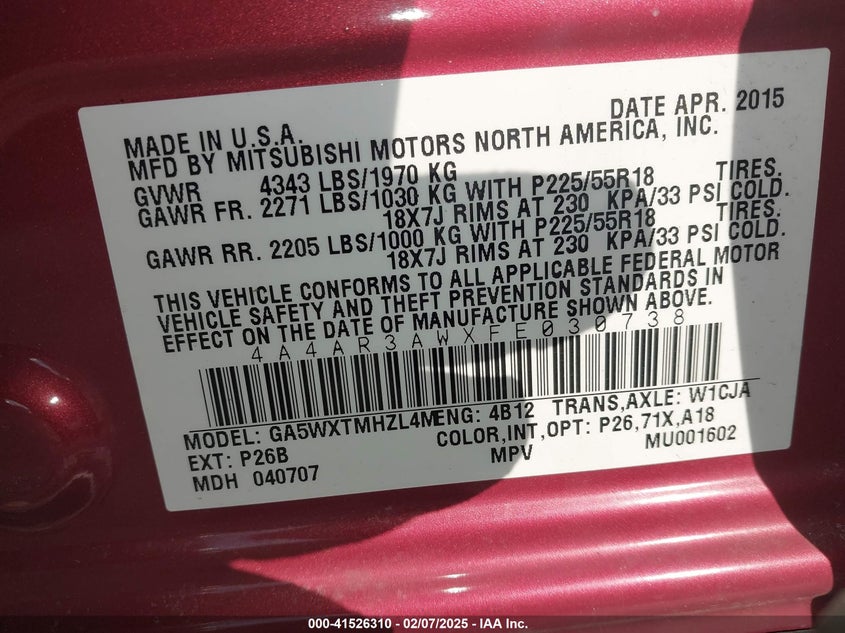 DATE APR. 2015
MADE IN U.S.A.
MFD BY MITSUBISHI MOTORS NORTH AMERICA, INC.
GVWR 4343 LBS/1970 KG
GAWR FR. 2271 LBS/1030 KG WITH P225/55R18 TIRES.
18X7J RIMS AT 230 KPA/33 PSI COLD.
GAWR RR. 2205 LBS/1000 KG WITH P225/55R18 TIRES.
18X7J RIMS AT 230 KPA/33 PSI COLD.
THIS VEHICLE CONFORMS TO ALL APPLICABLE FEDERAL MOTOR
VEHICLE SAFETY AND THEFT PREVENTION STANDARDS IN
EFFECT ON THE DATE OF MANUFACTURE SHOWN ABOVE.
4A4AR3AWXFE030738
MODEL: GA5WXTMHZL4M ENG: 4B12 TRANS,AXLE: W1CJA
EXT: P26B COLOR,INT,OPT: P26,71X,A18
MDH 040707 MPV MU001602
000-41526310 - 02/07/2025 - IAA Inc.